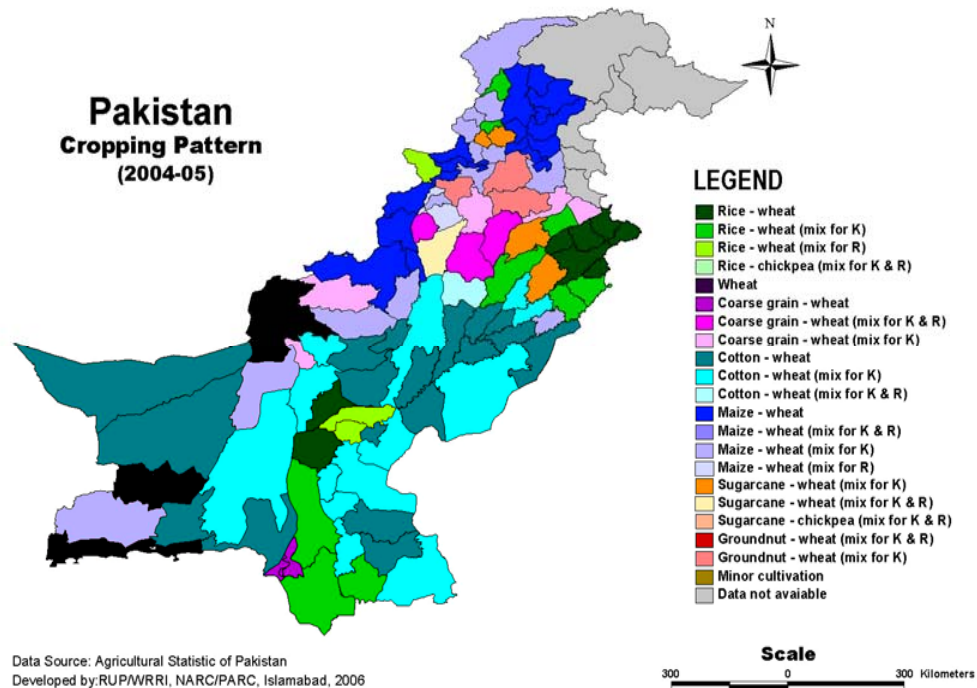 N
Pakistan
Cropping Pattern
(2004-05)
LEGEND
Rice - wheat
Rice - wheat (mix for K)
Rice - wheat (mix for R)
Rice - chickpea (mix for K & R)
Wheat
Coarse grain - wheat
Coarse grain - wheat (mix for K & R)
Coarse grain - wheat (mix for K)
Cotton - wheat
Cotton - wheat (mix for K)
Cotton - wheat (mix for K & R)
Maize - wheat
Maize - wheat (mix for K & R)
Maize - wheat (mix for K)
Maize - wheat (mix for R)
Sugarcane - wheat (mix for K)
Sugarcane - wheat (mix for K & R)
Sugarcane - chickpea (mix for K & R)
Groundnut - wheat (mix for K & R)
Groundnut - wheat (mix for K)
Minor cultivation
Data not avaiable
Data Source: Agricultural Statistic of Pakistan
Developed by:RUP/WRRI, NARC/PARC, Islamabad, 2006
Scale
300 0 300 Kilometers